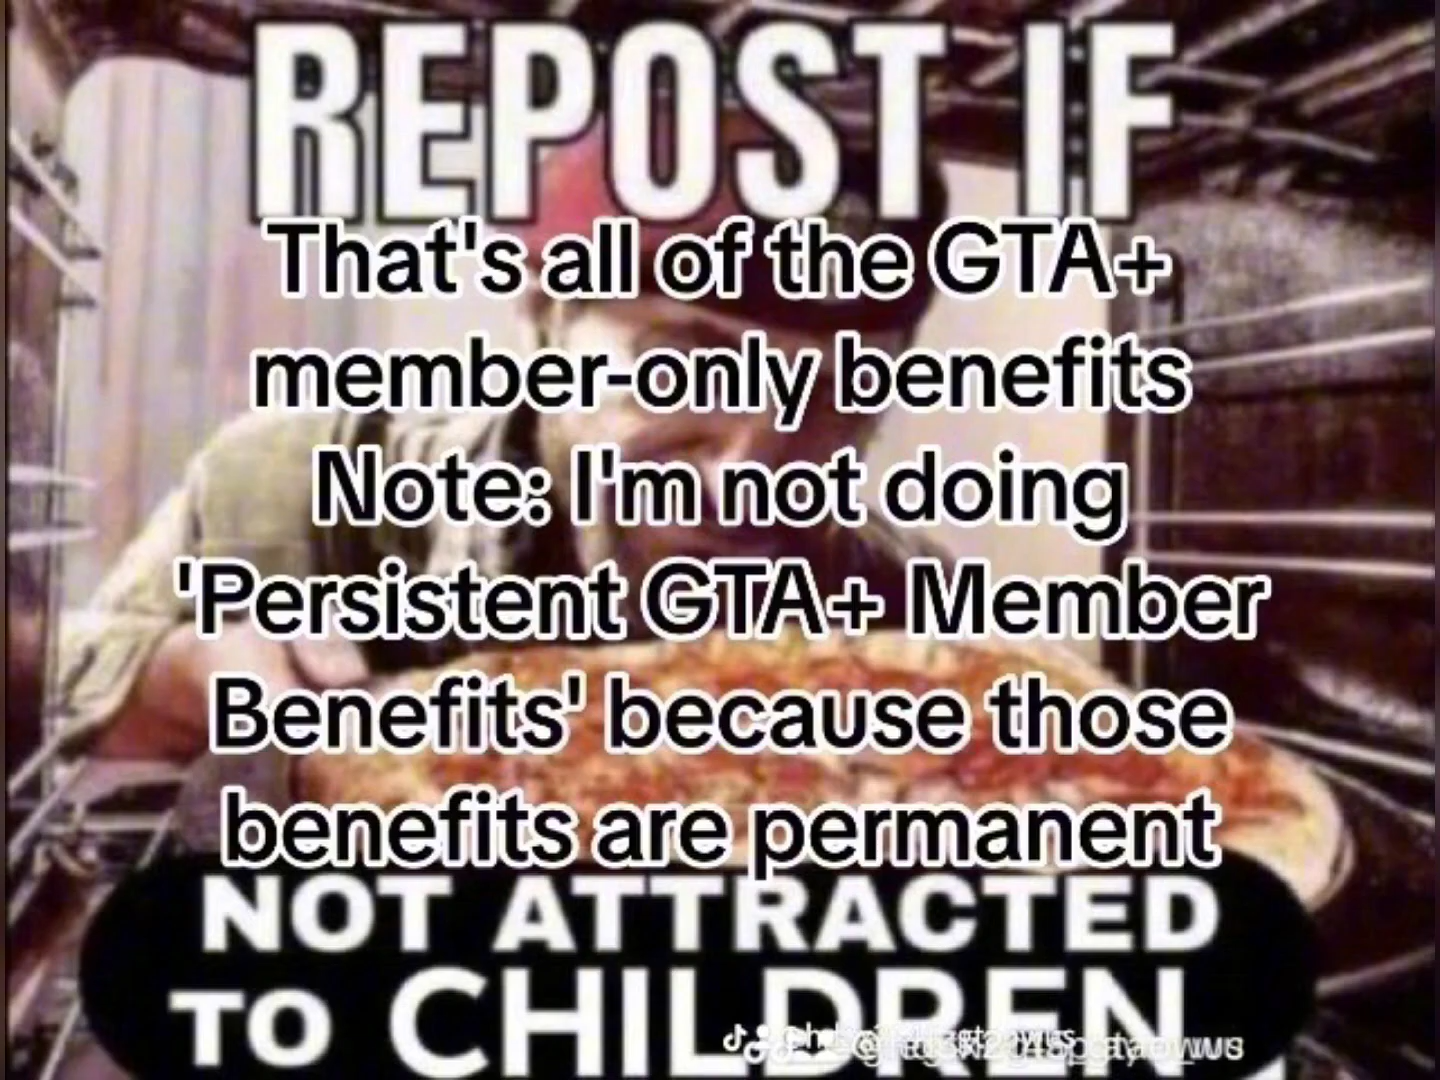 REPOST IF
That's all of the GTA+
member-only benefits
Note: I'm not doing
'Persistent GTA+ Member
Benefits' because those
benefits are permanent
NOT ATTRACTED
TO CHILDREN